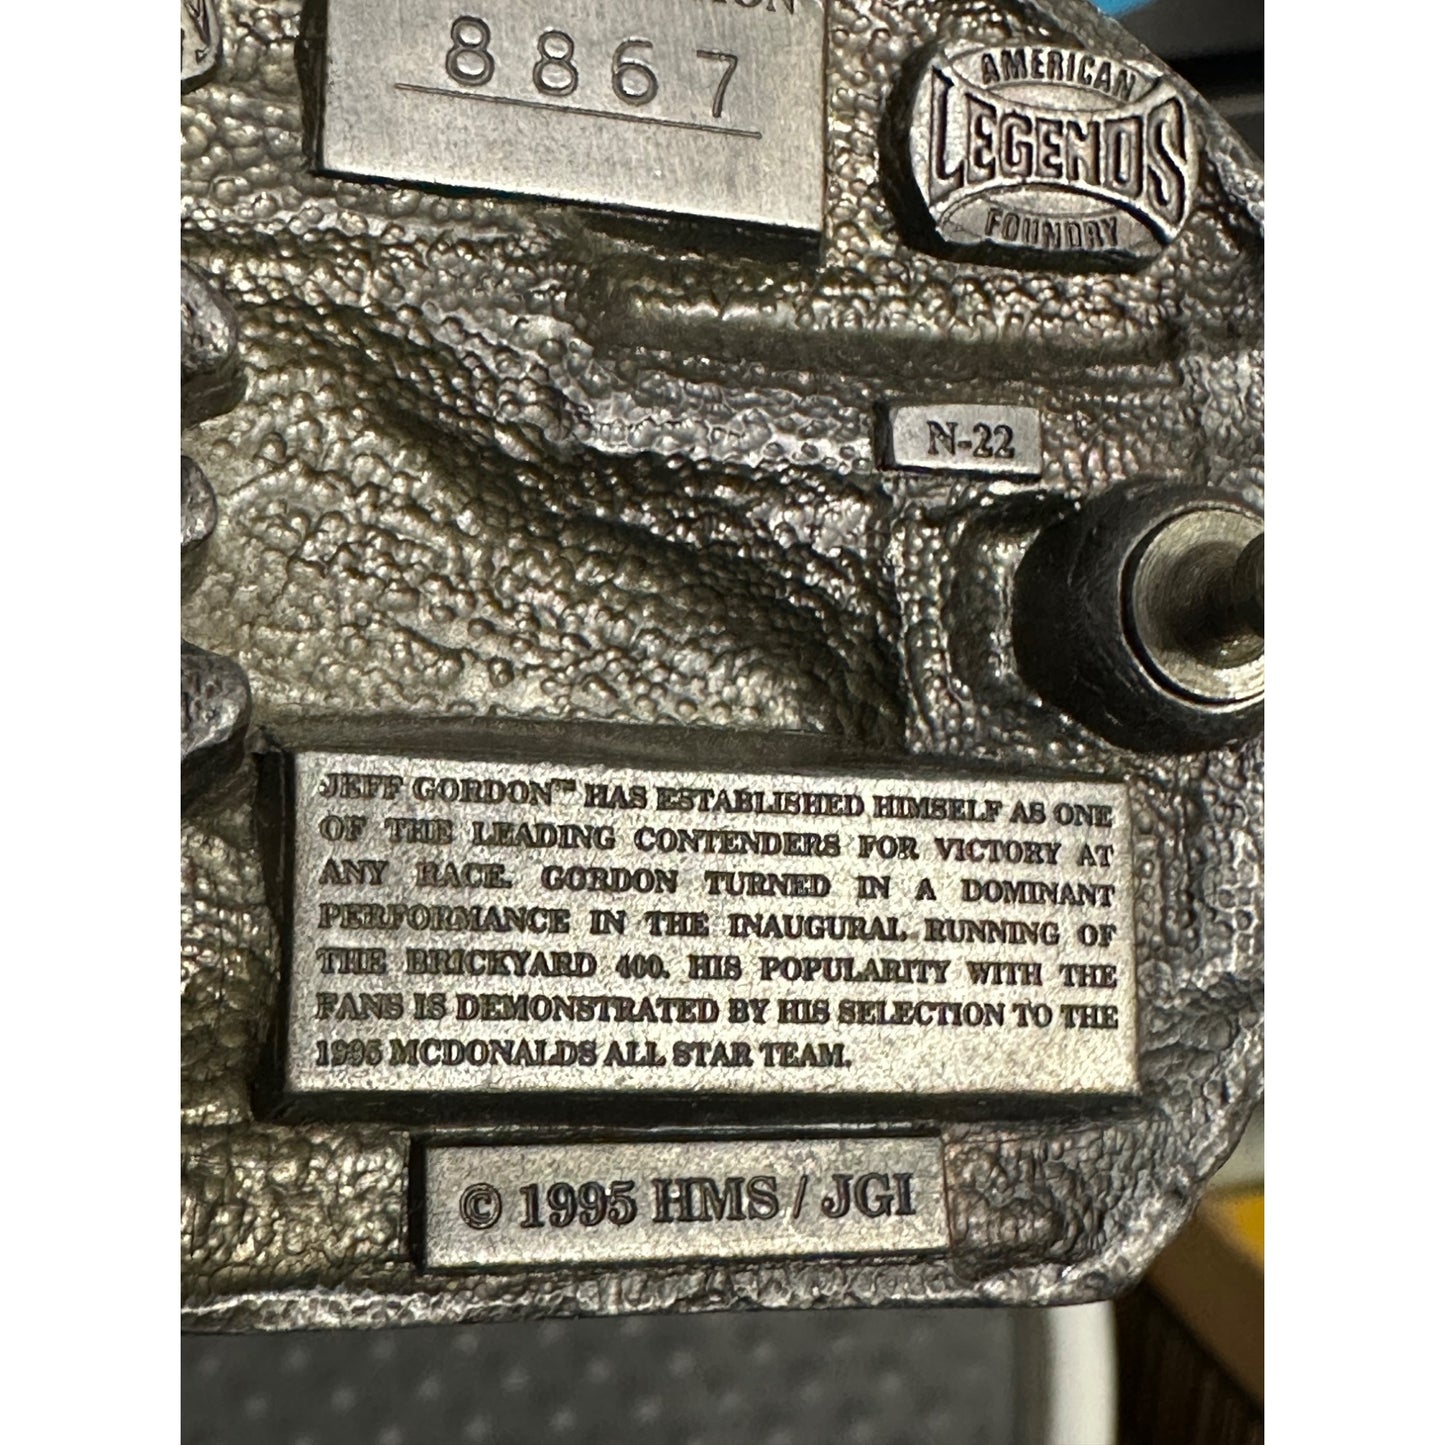 8867
AMERICAN
LEGENDS
FOUNDRY
N-22
JEFF GORDON™ HAS ESTABLISHED HIMSELF AS ONE
OF THE LEADING CONTENDERS FOR VICTORY AT
ANY RACE. GORDON TURNED IN A DOMINANT
PERFORMANCE IN THE INAUGURAL RUNNING OF
THE BRICKYARD 400. HIS POPULARITY WITH THE
FANS IS DEMONSTRATED BY HIS SELECTION TO THE
1995 MCDONALDS ALL STAR TEAM.
© 1995 HMS / JGI